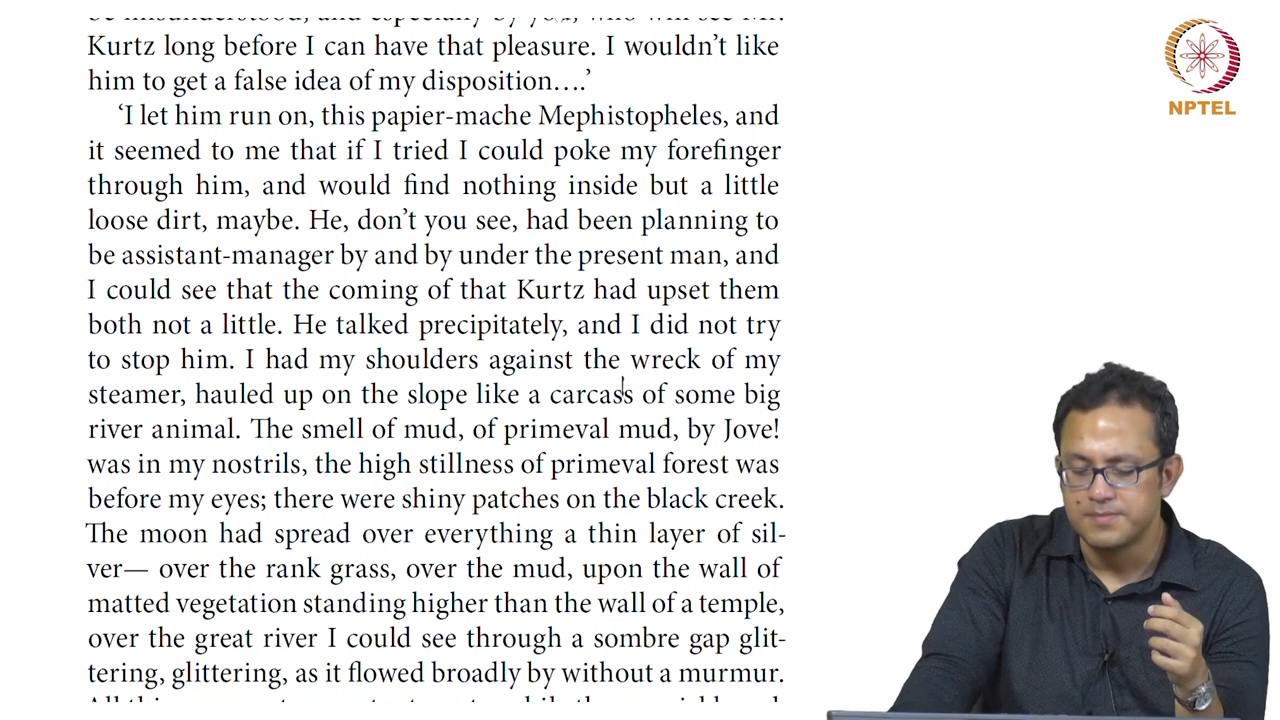 be misunderstood, and especially by you, who will see Mr.
Kurtz long before I can have that pleasure. I wouldn’t like
him to get a false idea of my disposition….’
‘I let him run on, this papier-mache Mephistopheles, and
it seemed to me that if I tried I could poke my forefinger
through him, and would find nothing inside but a little
loose dirt, maybe. He, don’t you see, had been planning to
be assistant-manager by and by under the present man, and
I could see that the coming of that Kurtz had upset them
both not a little. He talked precipitately, and I did not try
to stop him. I had my shoulders against the wreck of my
steamer, hauled up on the slope like a carcass of some big
river animal. The smell of mud, of primeval mud, by Jove!
was in my nostrils, the high stillness of primeval forest was
before my eyes; there were shiny patches on the black creek.
The moon had spread over everything a thin layer of sil-
ver— over the rank grass, over the mud, upon the wall of
matted vegetation standing higher than the wall of a temple,
over the great river I could see through a sombre gap glit-
tering, glittering, as it flowed broadly by without a murmur.
NPTEL